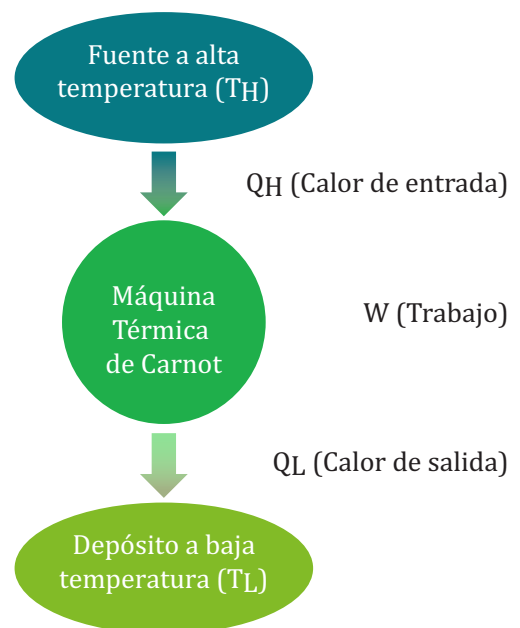 Fuente a alta
temperatura (TH)
QH (Calor de entrada)
Máquina
Térmica
de Carnot
W (Trabajo)
QL (Calor de salida)
Depósito a baja
temperatura (TL)